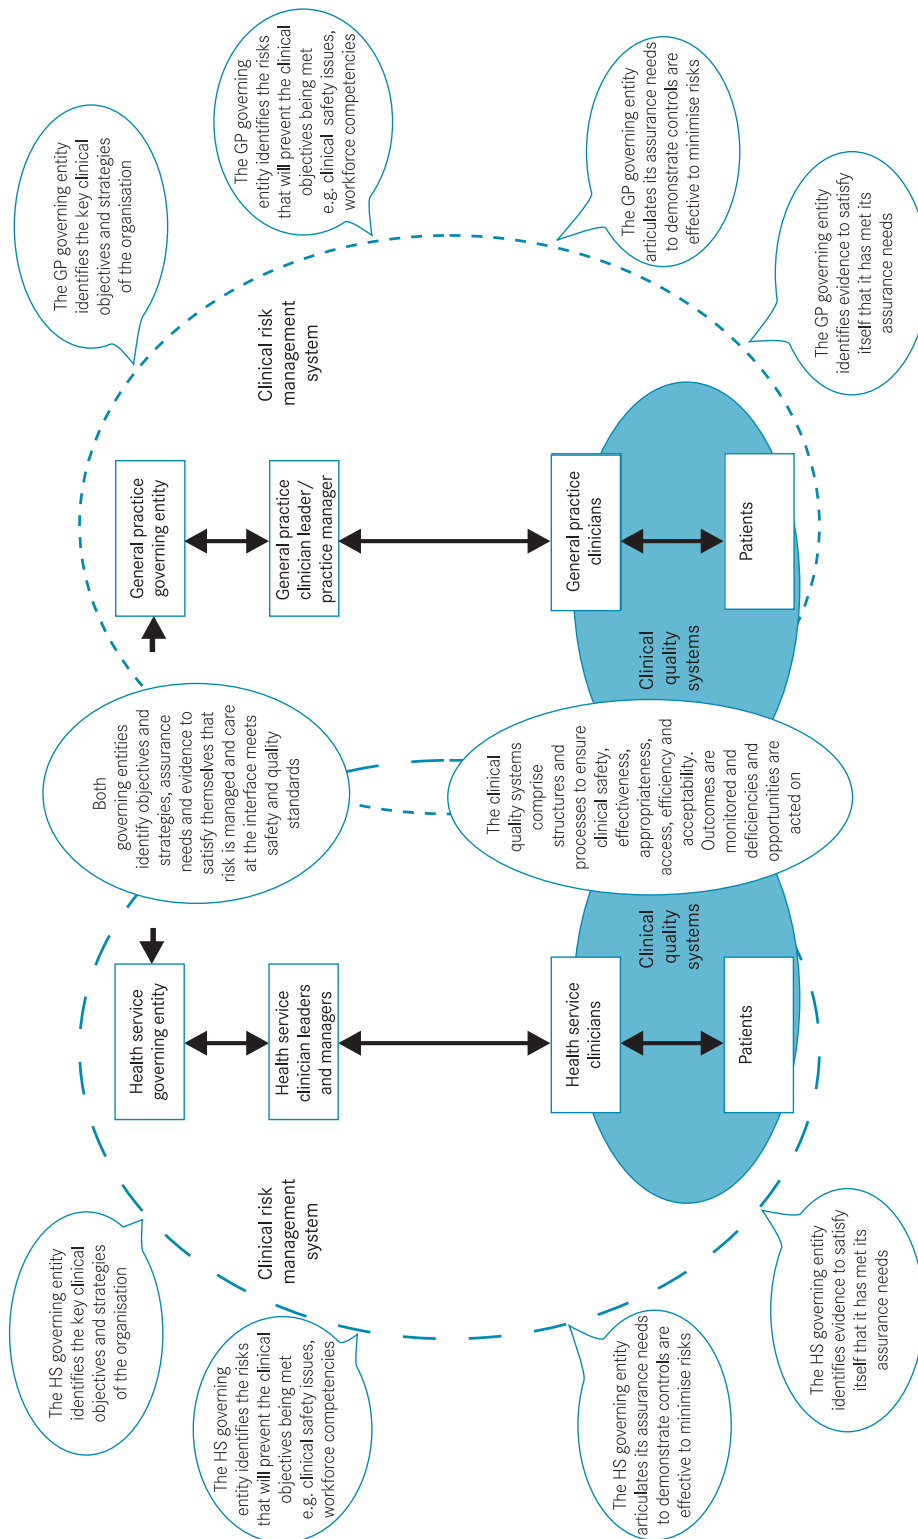 The HS governing entity
identifies the key clinical
objectives and strategies
of the organisation
The HS governing
entity identifies the risks
that will prevent the clinical
objectives being met
e.g. clinical safety issues,
workforce competencies
The HS governing entity
articulates its assurance needs
to demonstrate controls are
effective to minimise risks
The HS governing entity
identifies evidence to satisfy
itself that it has met its
assurance needs
Clinical risk
management
system
Health service
governing entity
Health service
clinician leaders
and managers
Health service
clinicians
Patients
Clinical
quality
systems
Both
governing entities
identify objectives and
strategies, assurance
needs and evidence to
satisfy themselves that
risk is managed and care
at the interface meets
safety and quality
standards
The clinical
quality systems
comprise
structures and
processes to ensure
clinical safety,
effectiveness,
appropriateness,
access, efficiency and
acceptability.
Outcomes are
monitored and
deficiencies and
opportunities are
acted on
General practice
governing entity
General practice
clinician leader/
practice manager
General practice
clinicians
Patients
Clinical
quality
systems
Clinical risk
management
system
The GP governing entity
identifies the key clinical
objectives and strategies
of the organisation
The GP governing
entity identifies the risks
that will prevent the clinical
objectives being met
e.g. clinical safety issues,
workforce competencies
The GP governing entity
articulates its assurance needs
to demonstrate controls are
effective to minimise risks
The GP governing entity
identifies evidence to satisfy
itself that it has met its
assurance needs